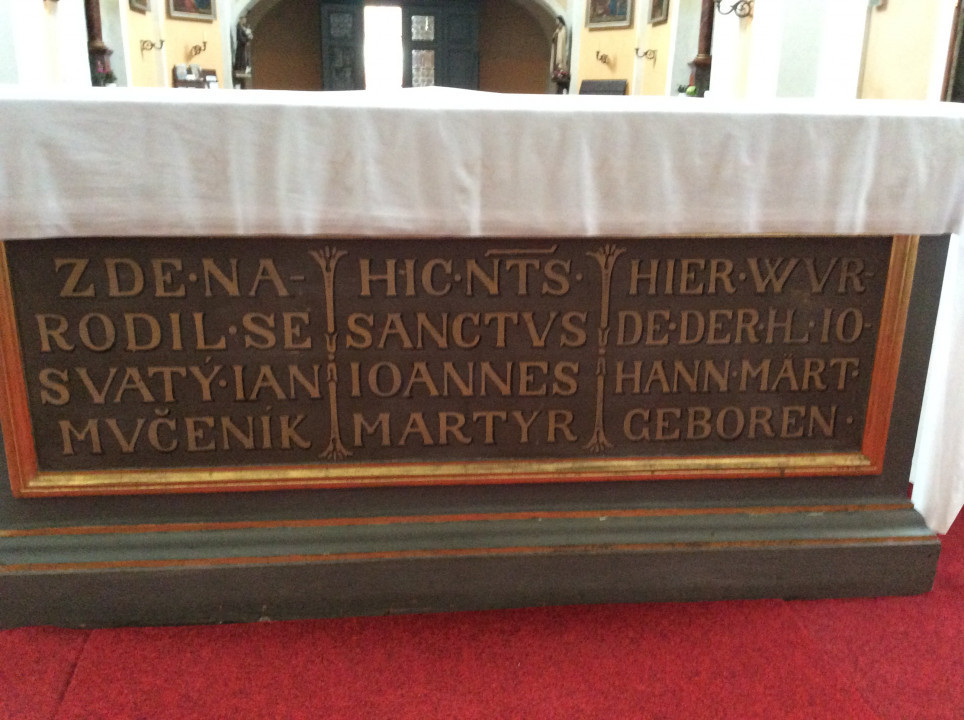 ZDE·NA-
RODIL·SE
SVATÝ·IAN
MVČENÍK
HIC·N̅T̅S̅·
SANCTVS
IOANNES
MARTYR
HIER·WVR-
DE·DER·HL·IO-
HANN·MÄRT·
GEBOREN·